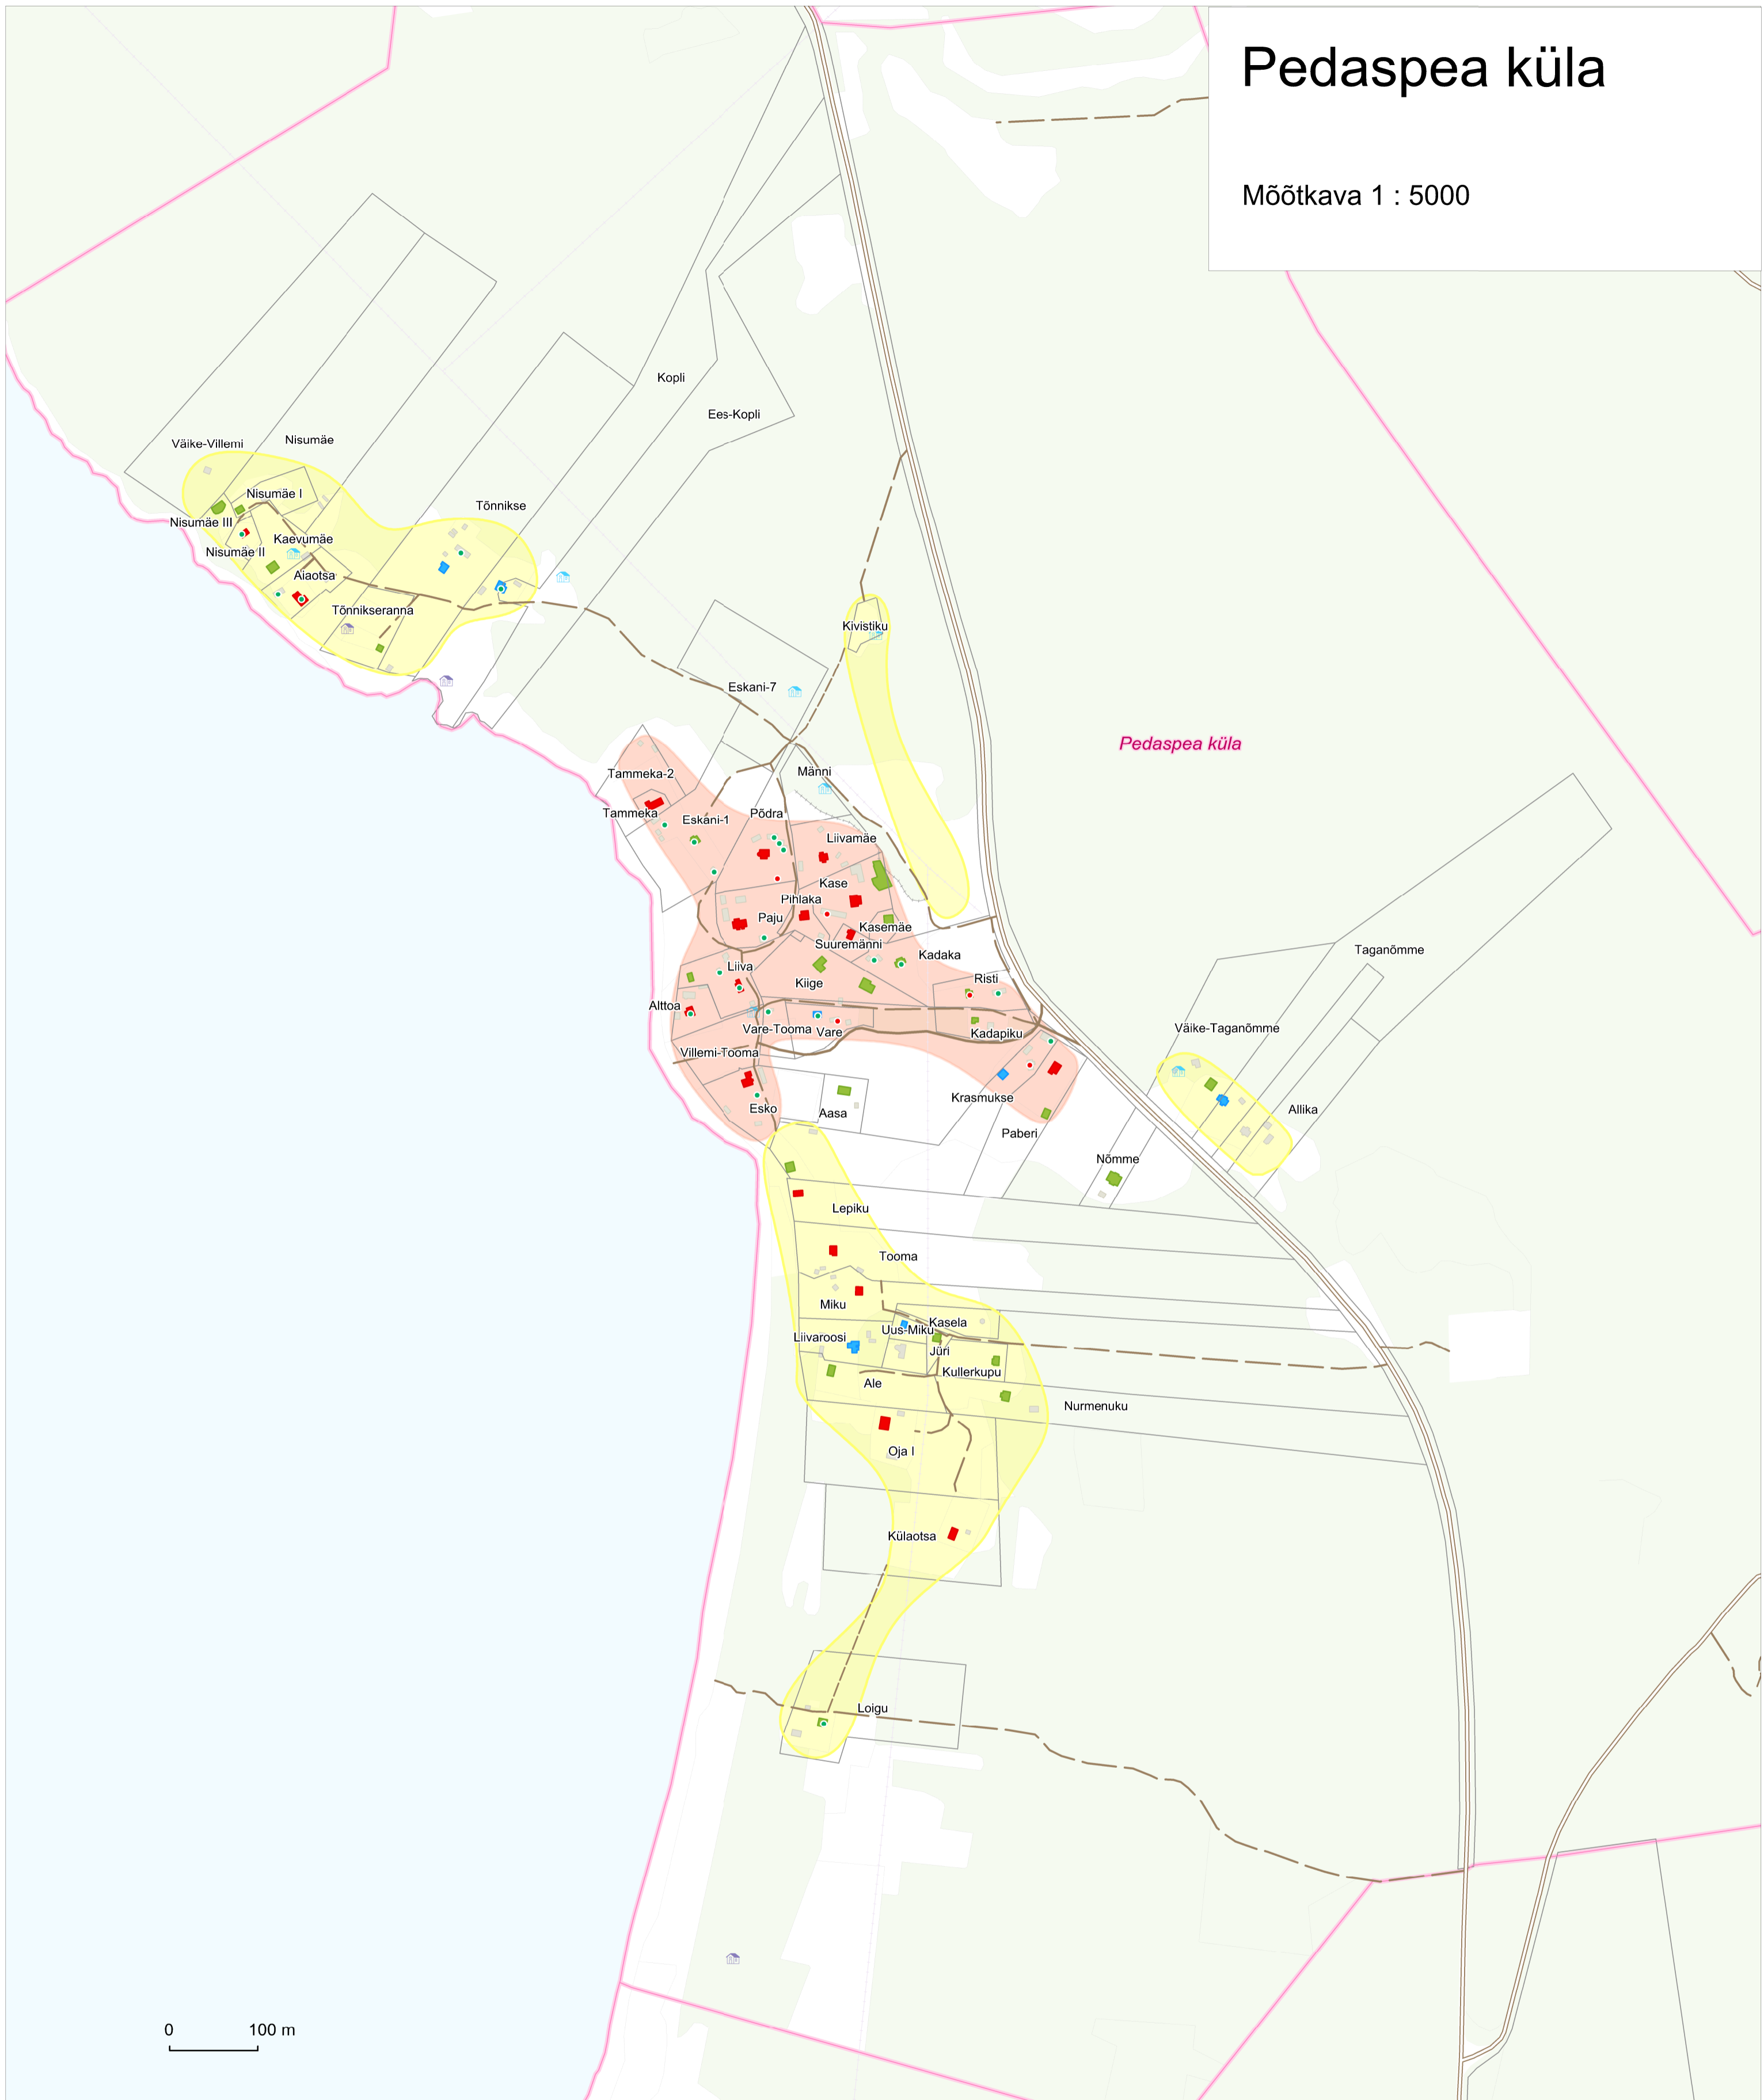 Pedaspea küla
Mõõtkava 1 : 5000
Kopli
Ees-Kopli
Väike-Villemi
Nisumäe
Nisumäe I
Tõnnikse
Nisumäe III
Kaevumäe
Nisumäe II
Aiaotsa
Tõnnikseranna
Kivistiku
Eskani-7
Pedaspea küla
Tammeka-2
Männi
Tammeka
Eskani-1
Põdra
Liivamäe
Kase
Pihlaka
Paju
Kasemäe
Suuremänni
Kadaka
Taganõmme
Liiva
Kiige
Risti
Alttoa
Vare-Tooma
Vare
Kadapiku
Väike-Taganõmme
Villemi-Tooma
Krasmukse
Esko
Aasa
Allika
Paberi
Nõmme
Lepiku
Tooma
Miku
Kasela
Uus-Miku
Liivaroosi
Jüri
Kullerkupu
Ale
Nurmenuku
Oja I
Külaotsa
Loigu
0 100 m